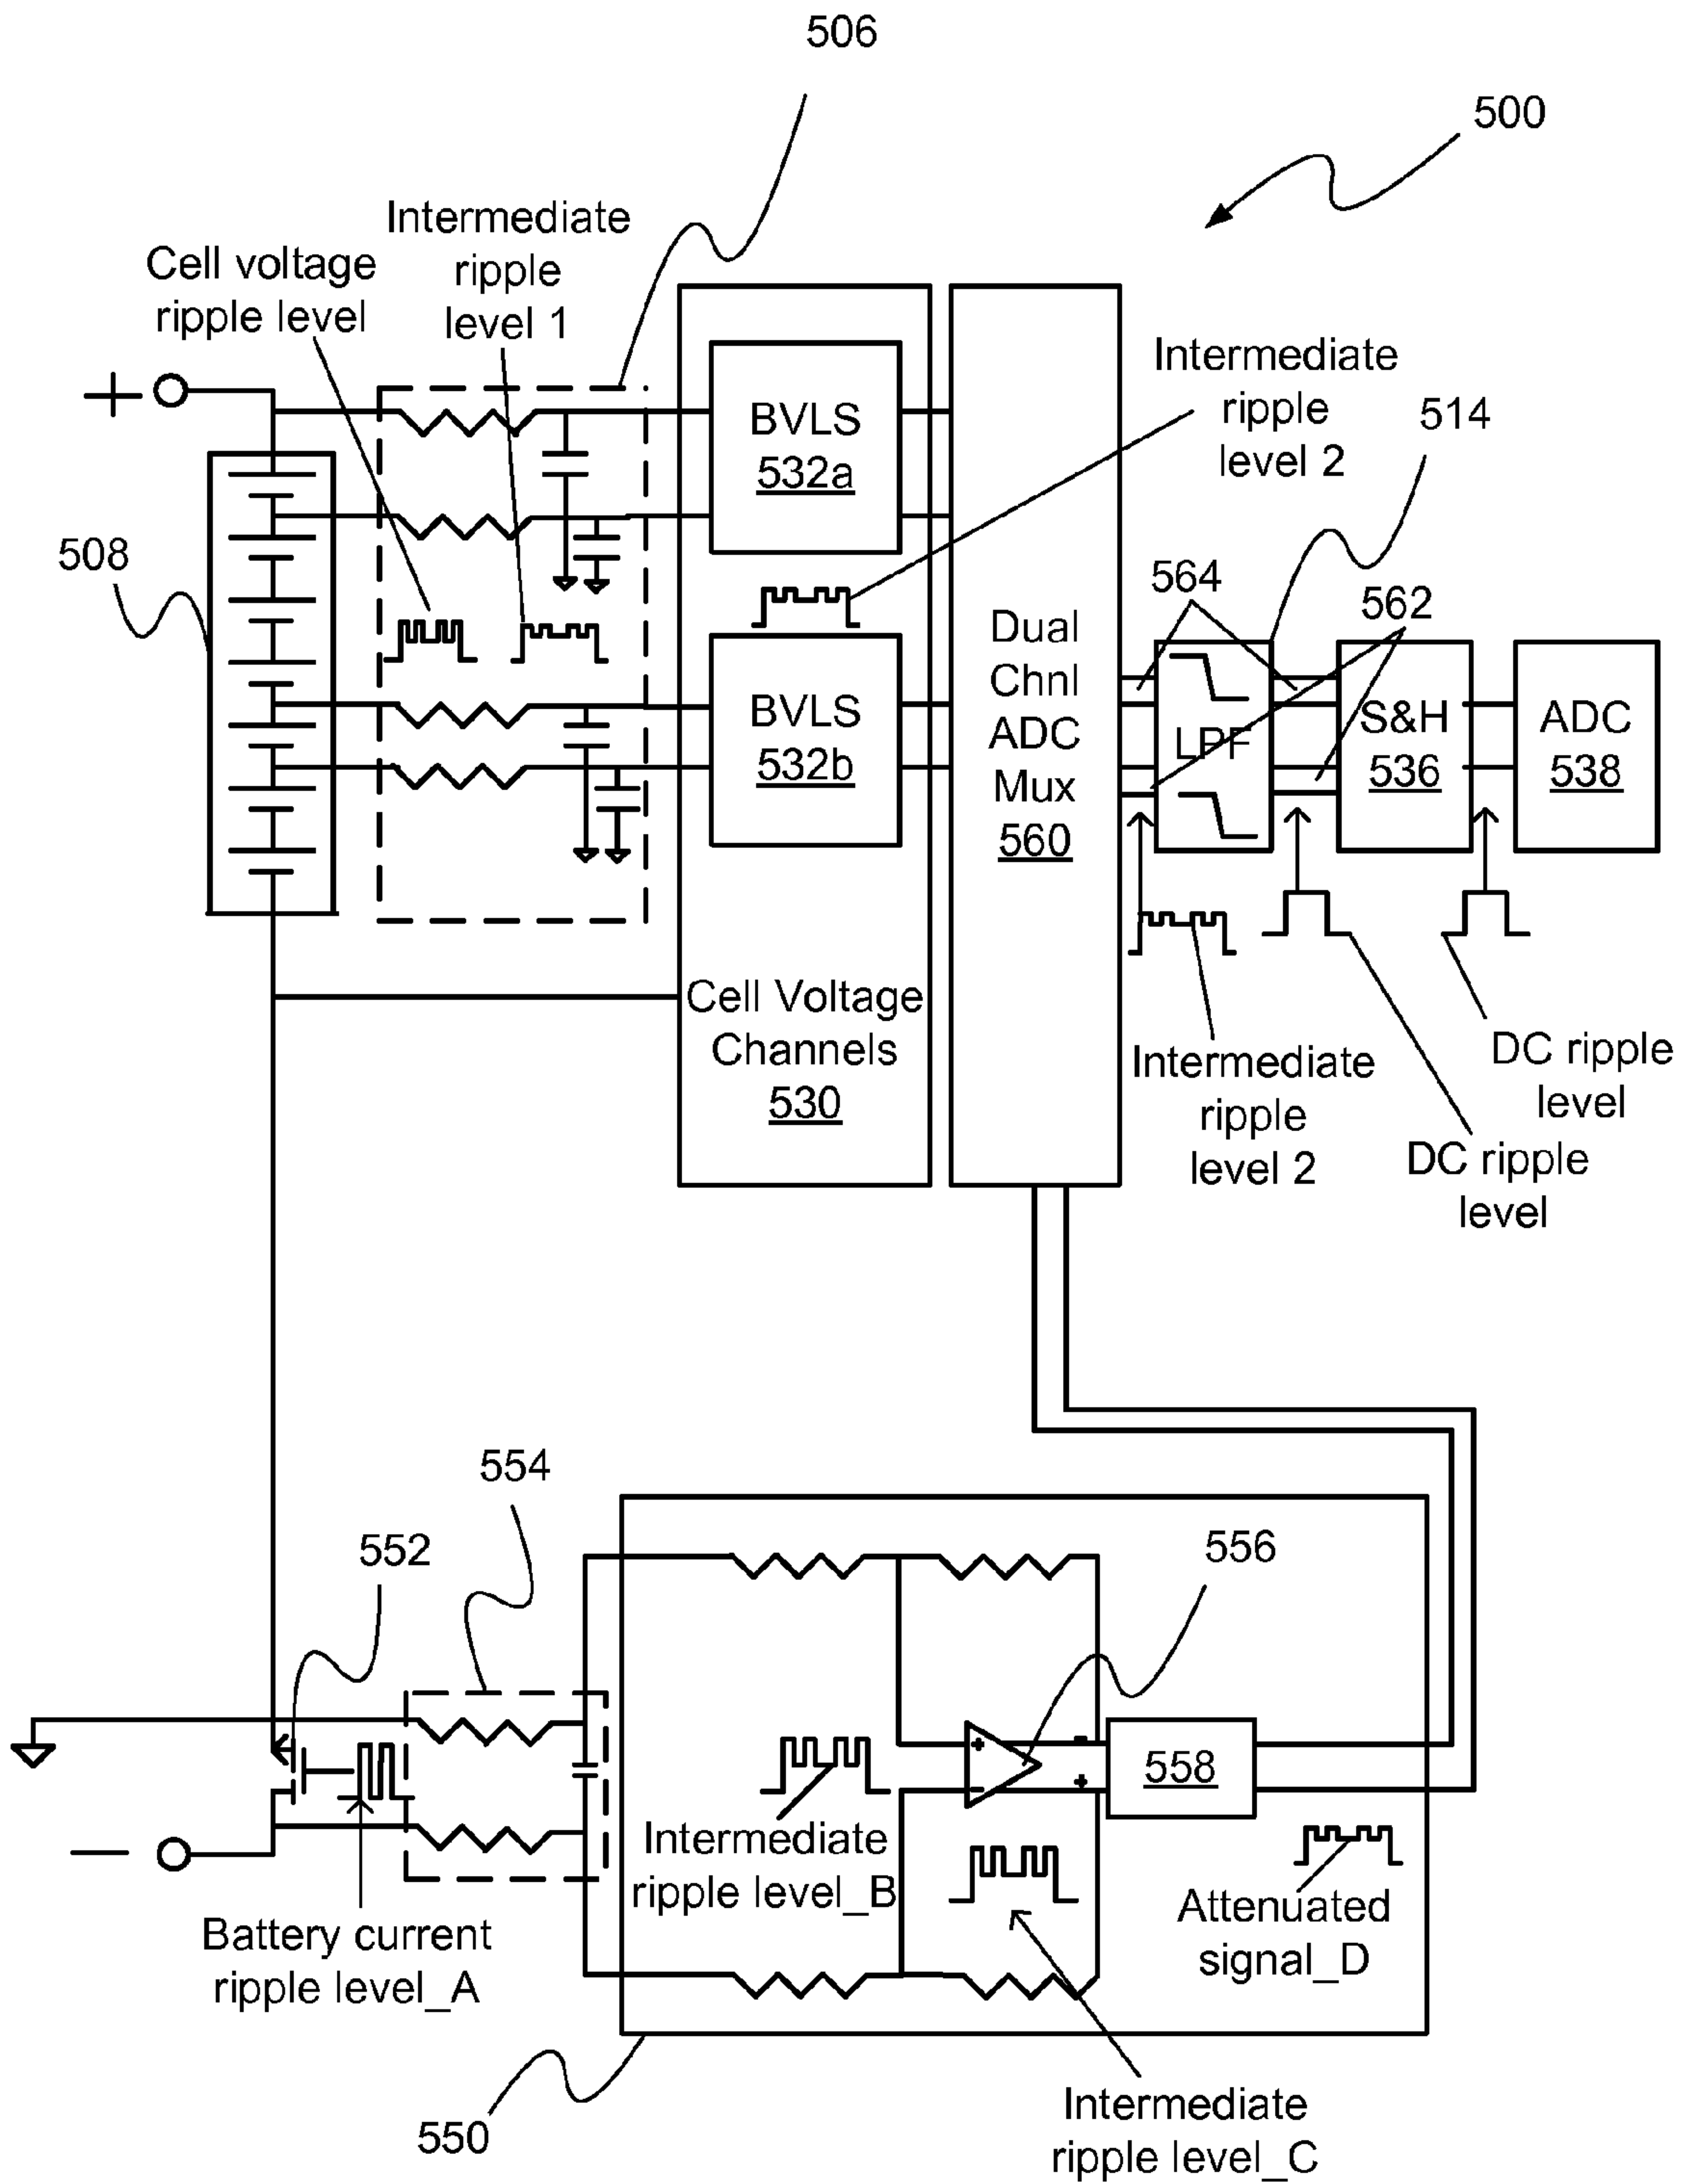 506
500
Intermediate
ripple
level 1
Cell voltage
ripple level
Intermediate
ripple
level 2
514
508
564
562
BVLS
532a
BVLS
532b
Dual
Chnl
ADC
Mux
560
LPF
S&H
536
ADC
538
Cell Voltage
Channels
530
Intermediate
ripple
level 2
DC ripple
level
DC ripple
level
554
552
556
558
Intermediate
ripple level_B
Attenuated
signal_D
Battery current
ripple level_A
550
Intermediate
ripple level_C